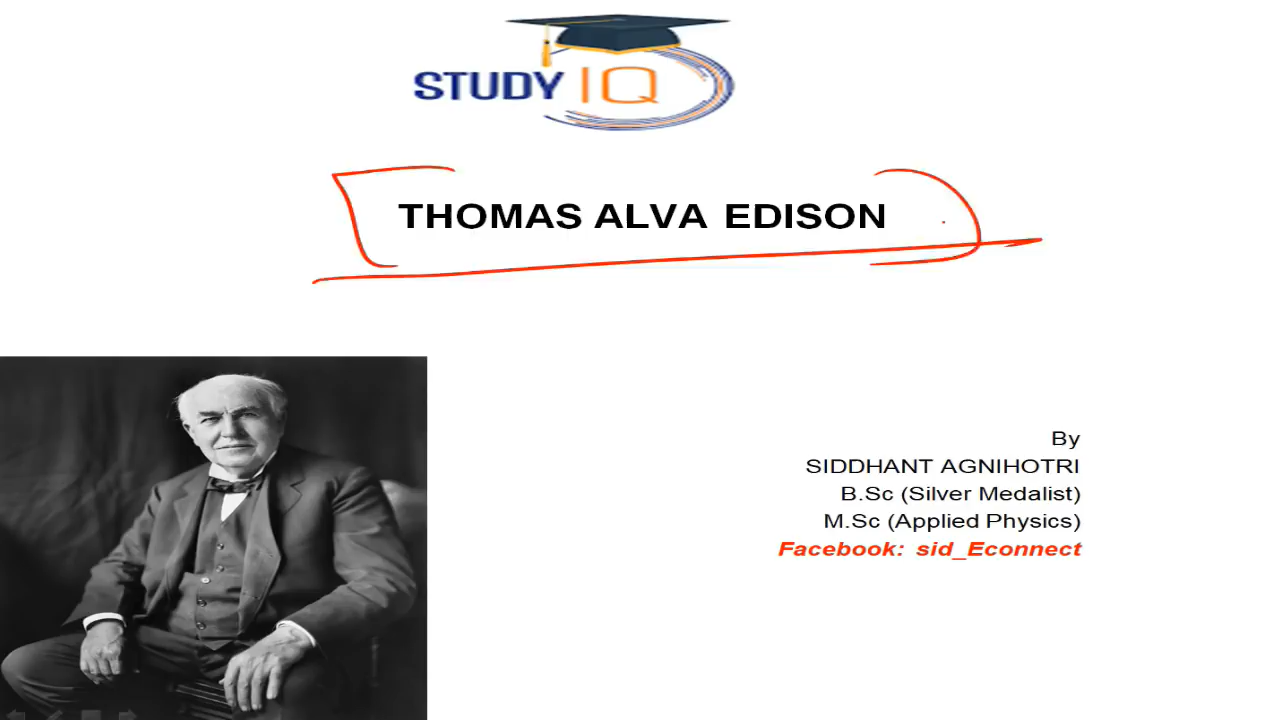 STUDY IQ
THOMAS ALVA EDISON
By
SIDDHANT AGNIHOTRI
B.Sc (Silver Medalist)
M.Sc (Applied Physics)
Facebook: sid_Econnect